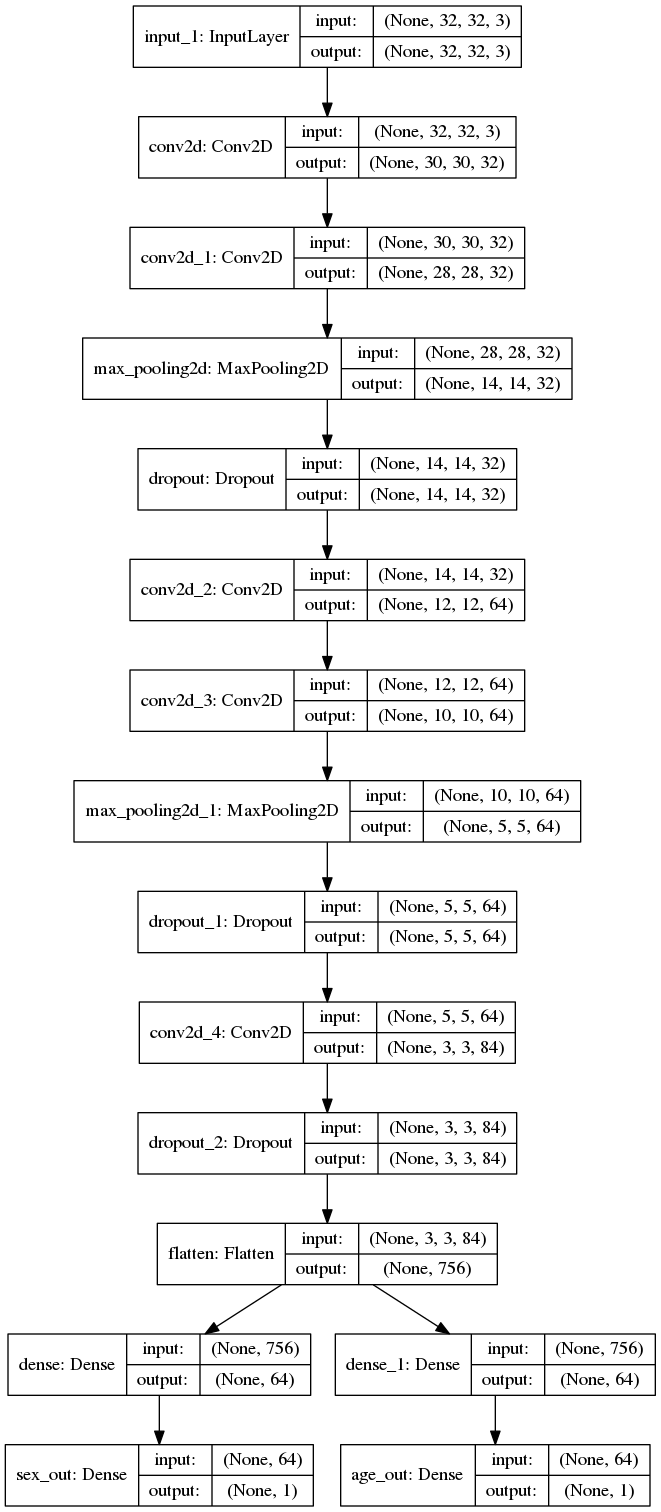 input_1: InputLayer
input: (None, 32, 32, 3)
output: (None, 32, 32, 3)
conv2d: Conv2D
input: (None, 32, 32, 3)
output: (None, 30, 30, 32)
conv2d_1: Conv2D
input: (None, 30, 30, 32)
output: (None, 28, 28, 32)
max_pooling2d: MaxPooling2D
input: (None, 28, 28, 32)
output: (None, 14, 14, 32)
dropout: Dropout
input: (None, 14, 14, 32)
output: (None, 14, 14, 32)
conv2d_2: Conv2D
input: (None, 14, 14, 32)
output: (None, 12, 12, 64)
conv2d_3: Conv2D
input: (None, 12, 12, 64)
output: (None, 10, 10, 64)
max_pooling2d_1: MaxPooling2D
input: (None, 10, 10, 64)
output: (None, 5, 5, 64)
dropout_1: Dropout
input: (None, 5, 5, 64)
output: (None, 5, 5, 64)
conv2d_4: Conv2D
input: (None, 5, 5, 64)
output: (None, 3, 3, 84)
dropout_2: Dropout
input: (None, 3, 3, 84)
output: (None, 3, 3, 84)
flatten: Flatten
input: (None, 3, 3, 84)
output: (None, 756)
dense: Dense
input: (None, 756)
output: (None, 64)
dense_1: Dense
input: (None, 756)
output: (None, 64)
sex_out: Dense
input: (None, 64)
output: (None, 1)
age_out: Dense
input: (None, 64)
output: (None, 1)